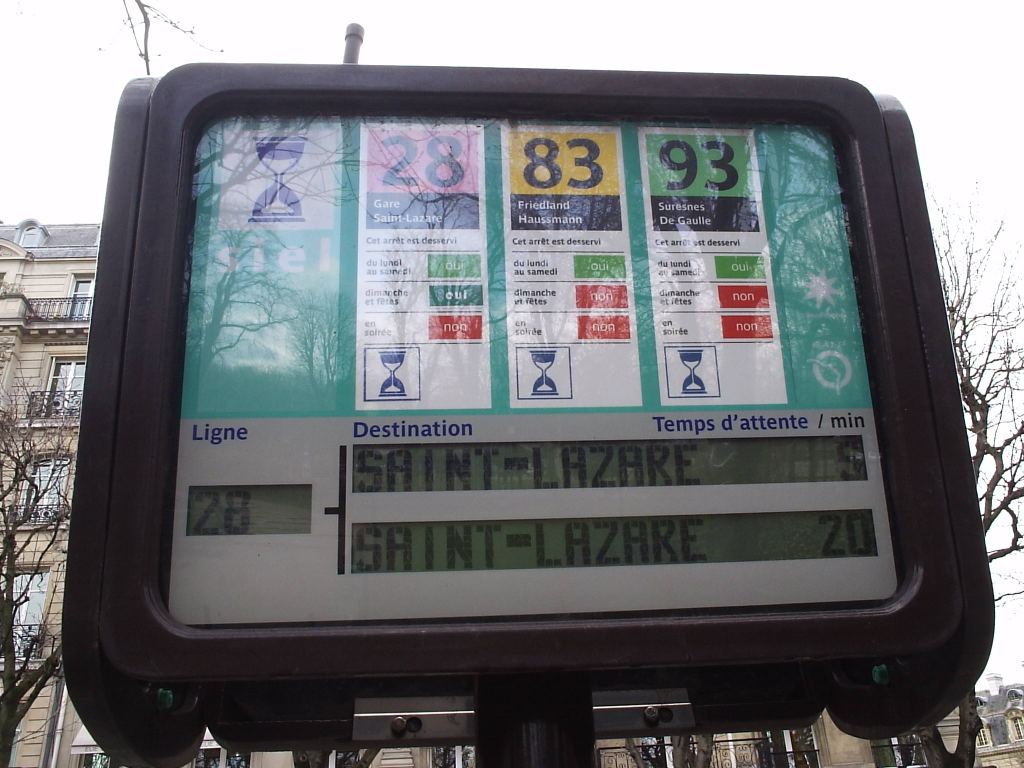 siel
28
Gare
Saint-Lazare
Cet arrêt est desservi
du lundi
au samedi
oui
dimanche
et fêtes
oui
en
soirée
non
83
Friedland
Haussmann
Cet arrêt est desservi
du lundi
au samedi
oui
dimanche
et fêtes
non
en
soirée
non
93
Suresnes
De Gaulle
Cet arrêt est desservi
du lundi
au samedi
oui
dimanche
et fêtes
non
en
soirée
non
Ligne
Destination
Temps d'attente / min
28
SAINT-LAZARE 5
SAINT-LAZARE 20